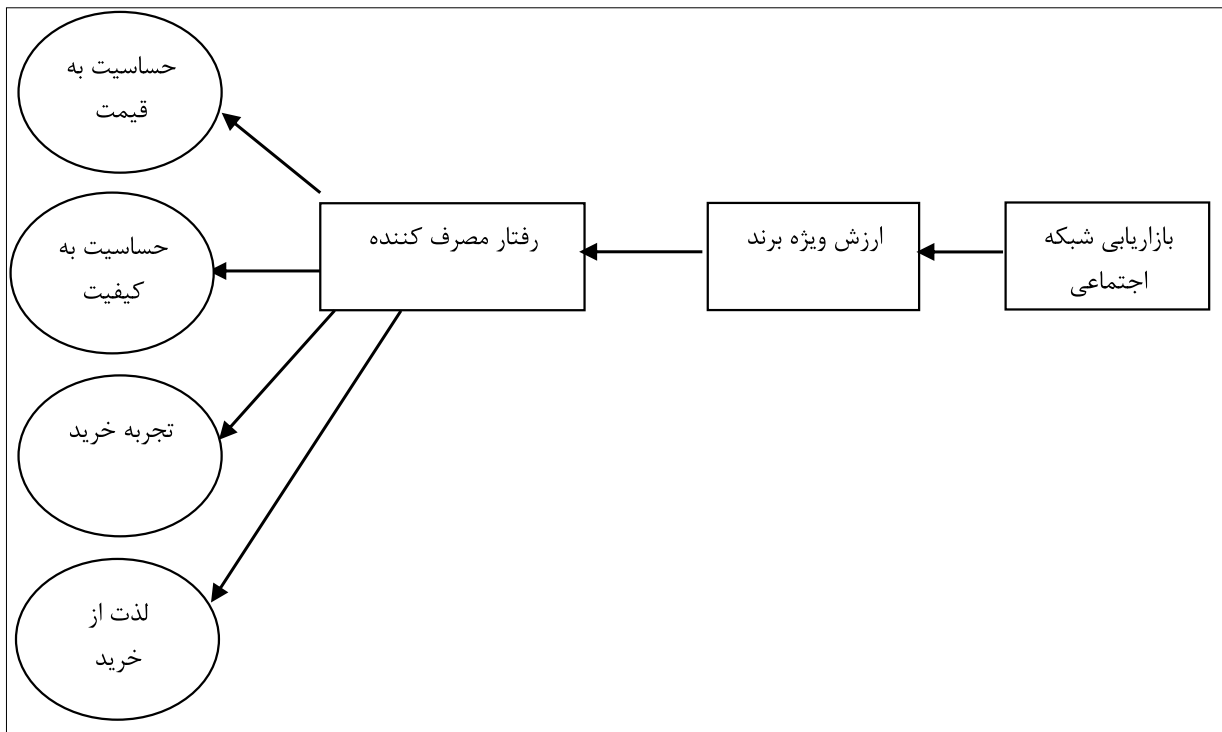 حساسیت به
قیمت
بازاریابی شبکه
اجتماعی
ارزش ویژه برند
رفتار مصرف کننده
حساسیت به
کیفیت
تجربه خرید
لذت از
خرید